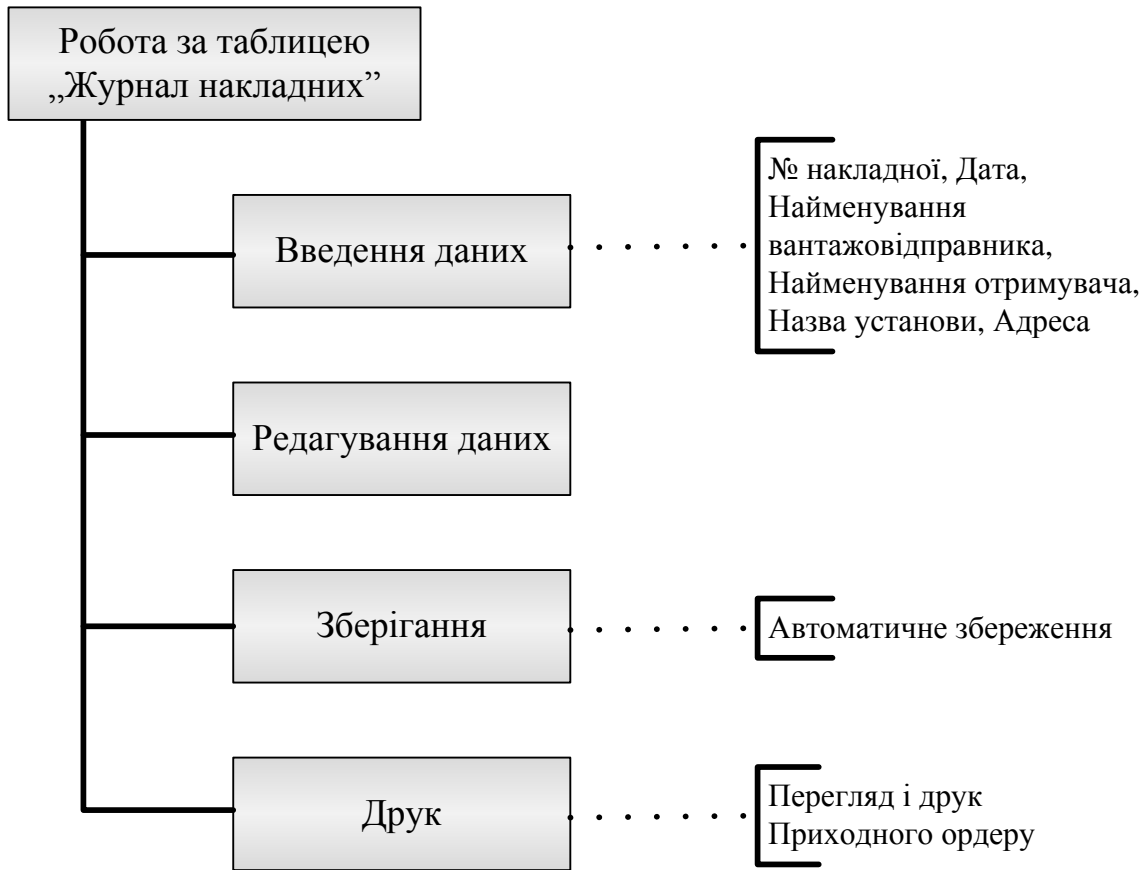 Робота за таблицею
„Журнал накладних”
Введення даних
№ накладної, Дата,
Найменування
вантажовідправника,
Найменування отримувача,
Назва установи, Адреса
Редагування даних
Зберігання
Автоматичне збереження
Друк
Перегляд і друк
Приходного ордеру